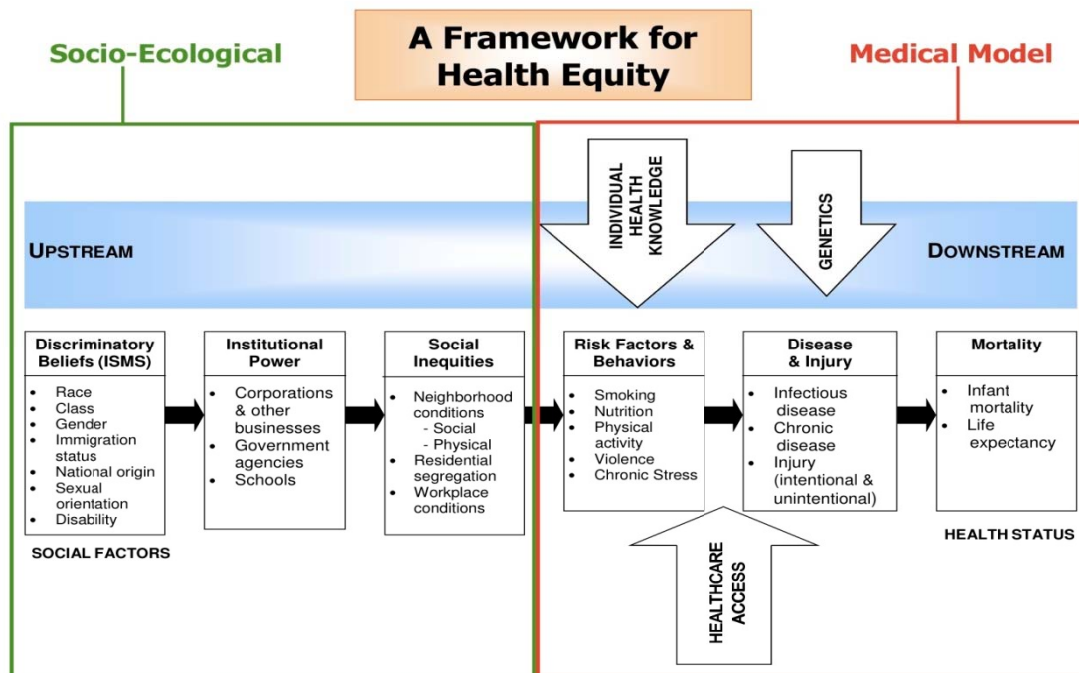 Socio-Ecological
A Framework for
Health Equity
Medical Model
INDIVIDUAL
HEALTH
KNOWLEDGE
GENETICS
UPSTREAM
DOWNSTREAM
Discriminatory
Beliefs (ISMS)
• Race
• Class
• Gender
• Immigration
status
• National origin
• Sexual
orientation
• Disability
Institutional
Power
• Corporations
& other
businesses
• Government
agencies
• Schools
Social
Inequities
• Neighborhood
conditions
- Social
- Physical
• Residential
segregation
• Workplace
conditions
Risk Factors &
Behaviors
• Smoking
• Nutrition
• Physical
activity
• Violence
• Chronic Stress
Disease
& Injury
• Infectious
disease
• Chronic
disease
• Injury
(intentional &
unintentional)
Mortality
• Infant
mortality
• Life
expectancy
SOCIAL FACTORS
HEALTH STATUS
HEALTHCARE
ACCESS